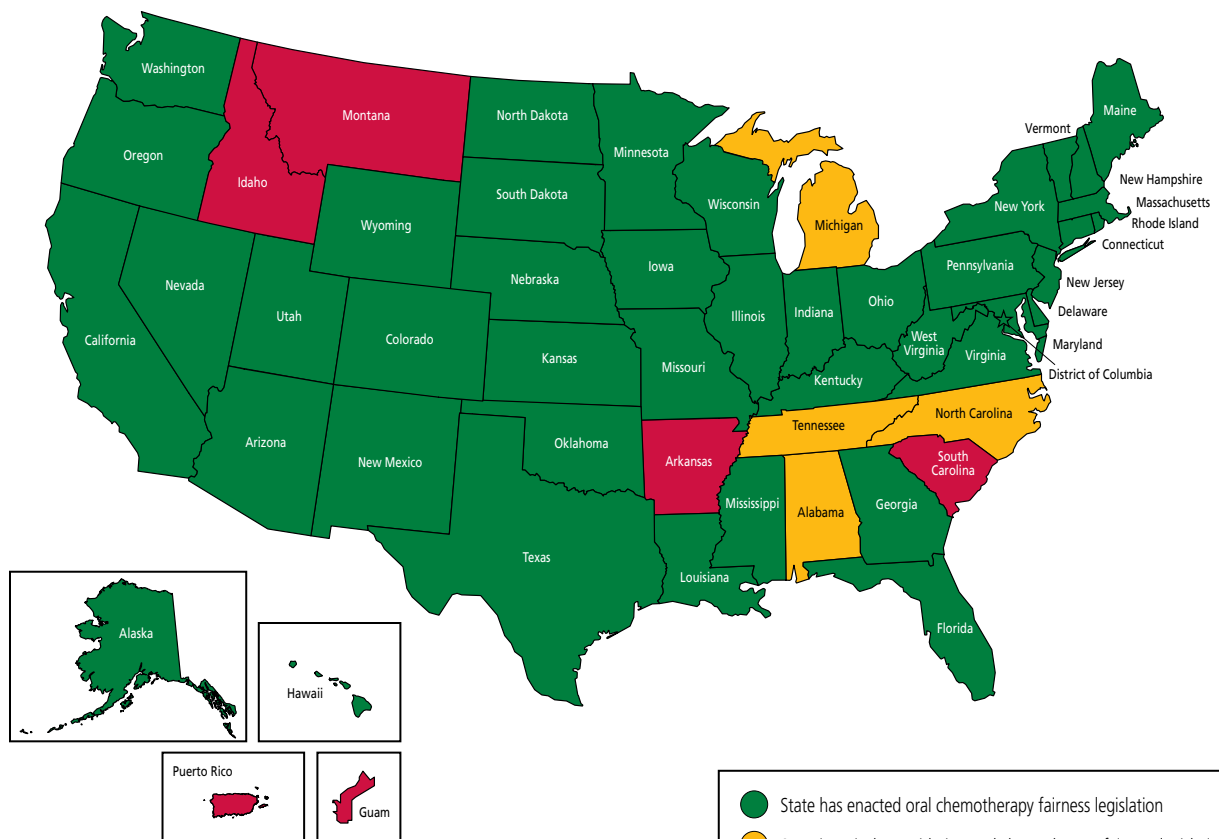 Washington
Oregon
California
Nevada
Idaho
Montana
Wyoming
Utah
Colorado
Arizona
New Mexico
North Dakota
South Dakota
Nebraska
Kansas
Oklahoma
Texas
Minnesota
Iowa
Missouri
Arkansas
Louisiana
Wisconsin
Illinois
Michigan
Indiana
Ohio
Kentucky
Tennessee
Mississippi
Alabama
Georgia
Florida
South
Carolina
North Carolina
Virginia
West
Virginia
Pennsylvania
New York
Vermont
Maine
New Hampshire
Massachusetts
Rhode Island
Connecticut
New Jersey
Delaware
Maryland
District of Columbia
Alaska
Hawaii
Puerto Rico
Guam
State has enacted oral chemotherapy fairness legislation